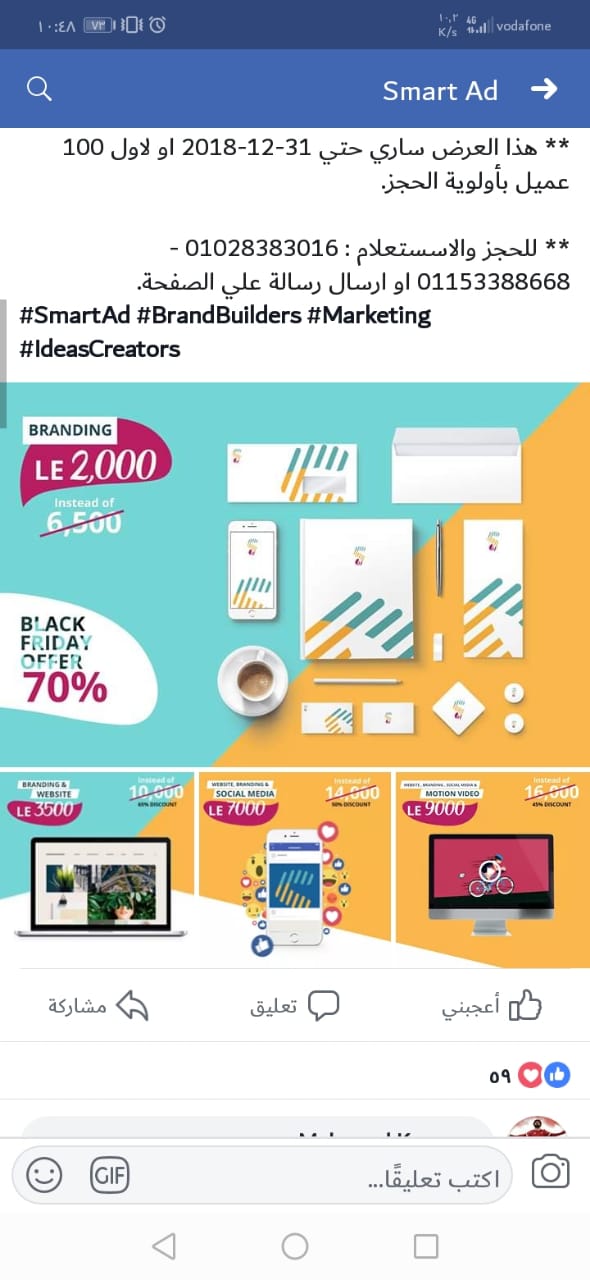 ١٠:٤٨
٧٣
١٠,٢
K/s
4G
vodafone
Smart Ad
** هذا العرض ساري حتي 31-12-2018 او لاول 100
عميل بأولوية الحجز.
** للحجز والاسستعلام : 01028383016 -
01153388668 او ارسال رسالة علي الصفحة.
#SmartAd #BrandBuilders #Marketing
#IdeasCreators
BRANDING
LE 2,000
Instead of
6,500
BLACK
FRIDAY
OFFER
70%
BRANDING &
WEBSITE
LE 3500
Instead of
10,000
65% DISCOUNT
WEBSITE, BRANDING &
SOCIAL MEDIA
LE 7000
Instead of
14,000
50% DISCOUNT
WEBSITE, BRANDING, SOCIAL MEDIA &
MOTION VIDEO
LE 9000
Instead of
16,000
45% DISCOUNT
أعجبني
تعليق
مشاركة
٥٩
اكتب تعليقًا...
GIF